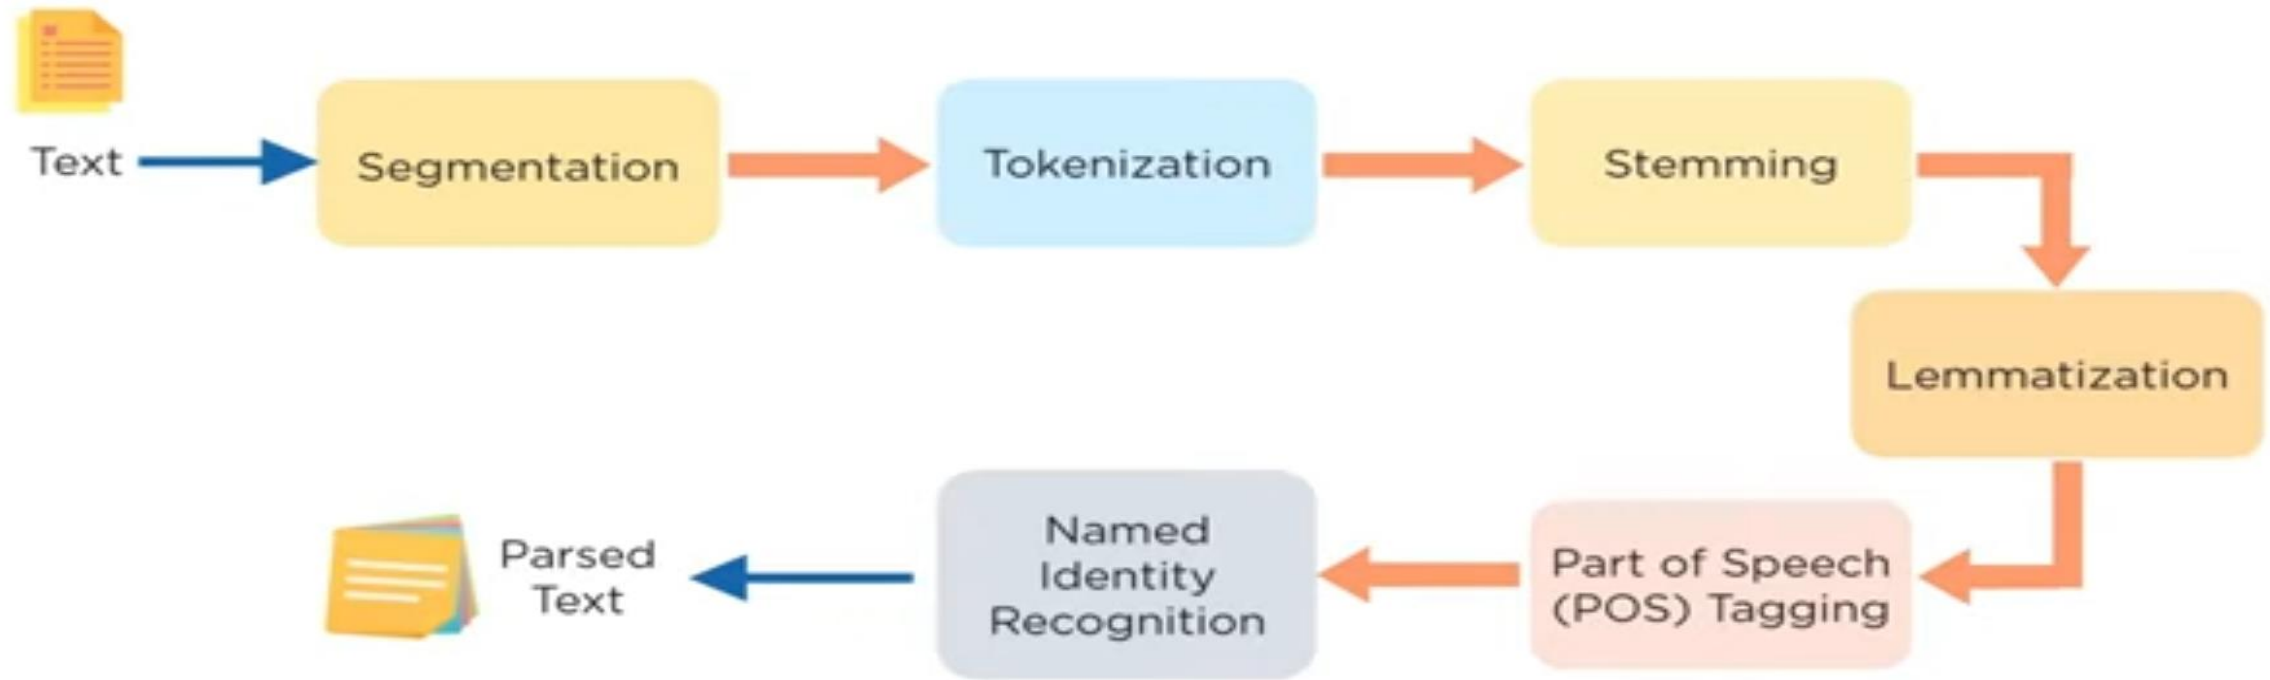 Text
Segmentation
Tokenization
Stemming
Lemmatization
Part of Speech
(POS) Tagging
Named
Identity
Recognition
Parsed
Text